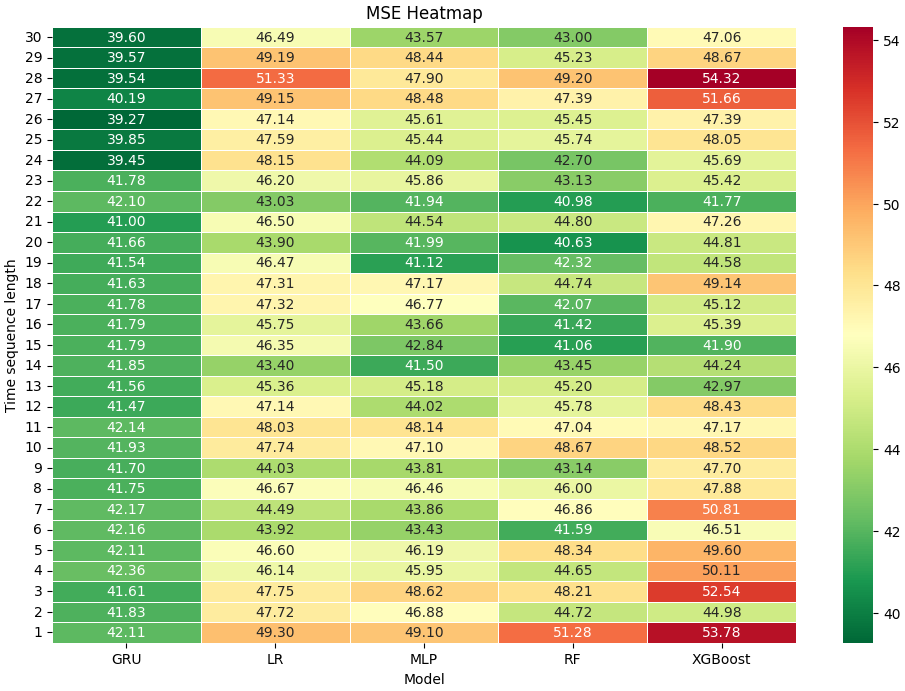 MSE Heatmap
30 39.60 46.49 43.57 43.00 47.06
29 39.57 49.19 48.44 45.23 48.67
28 39.54 51.33 47.90 49.20 54.32
27 40.19 49.15 48.48 47.39 51.66
26 39.27 47.14 45.61 45.45 47.39
25 39.85 47.59 45.44 45.74 48.05
24 39.45 48.15 44.09 42.70 45.69
23 41.78 46.20 45.86 43.13 45.42
22 42.10 43.03 41.94 40.98 41.77
21 41.00 46.50 44.54 44.80 47.26
20 41.66 43.90 41.99 40.63 44.81
19 41.54 46.47 41.12 42.32 44.58
18 41.63 47.31 47.17 44.74 49.14
17 41.78 47.32 46.77 42.07 45.12
16 41.79 45.75 43.66 41.42 45.39
15 41.79 46.35 42.84 41.06 41.90
14 41.85 43.40 41.50 43.45 44.24
13 41.56 45.36 45.18 45.20 42.97
12 41.47 47.14 44.02 45.78 48.43
11 42.14 48.03 48.14 47.04 47.17
10 41.93 47.74 47.10 48.67 48.52
9 41.70 44.03 43.81 43.14 47.70
8 41.75 46.67 46.46 46.00 47.88
7 42.17 44.49 43.86 46.86 50.81
6 42.16 43.92 43.43 41.59 46.51
5 42.11 46.60 46.19 48.34 49.60
4 42.36 46.14 45.95 44.65 50.11
3 41.61 47.75 48.62 48.21 52.54
2 41.83 47.72 46.88 44.72 44.98
1 42.11 49.30 49.10 51.28 53.78
GRU LR MLP RF XGBoost
Model
Time sequence length
54
52
50
48
46
44
42
40